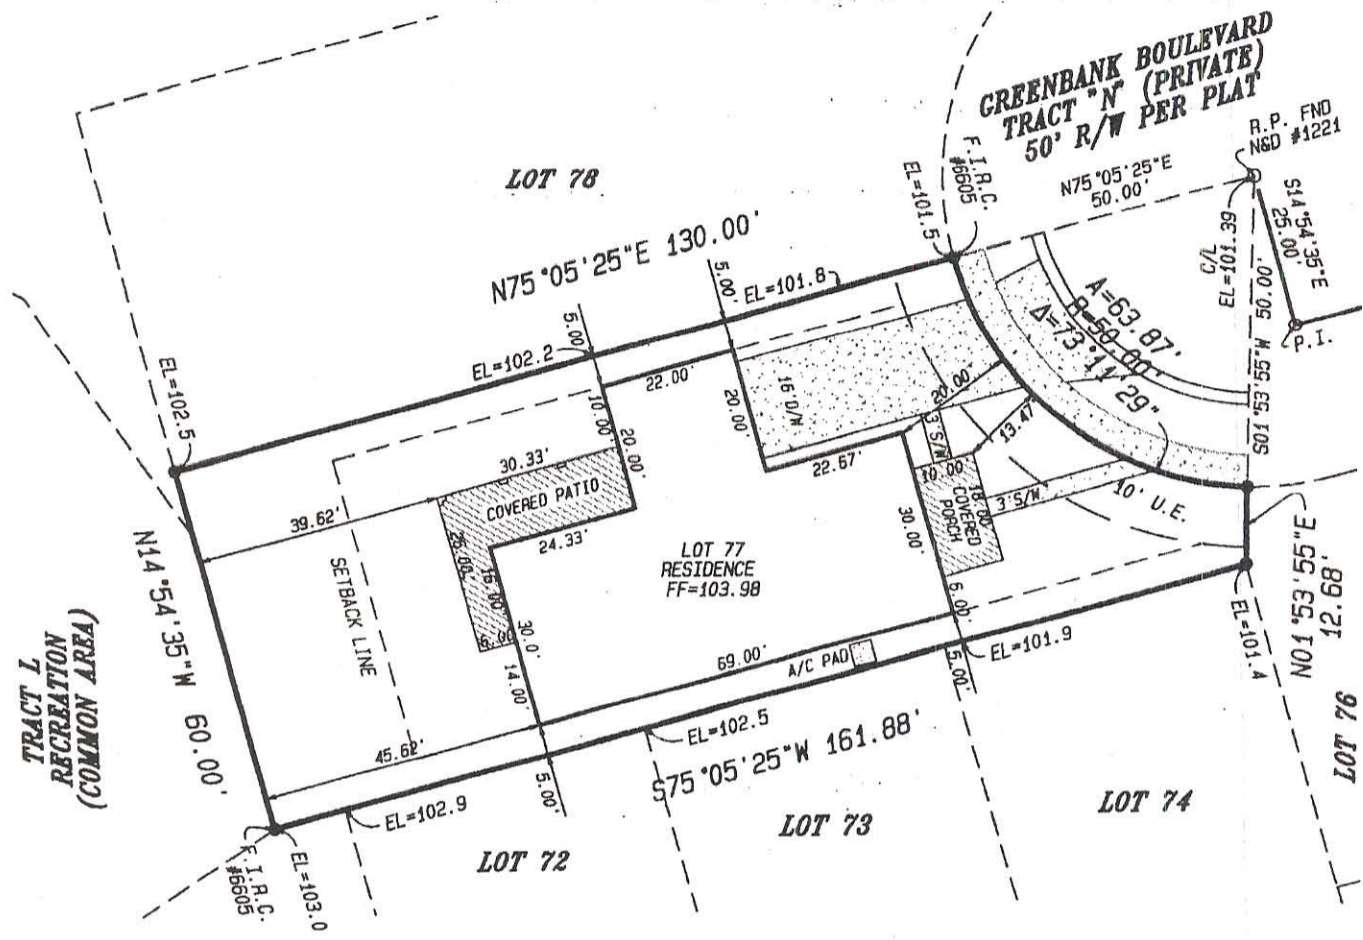 GREENBANK BOULEVARD
TRACT "N" (PRIVATE)
50' R/W PER PLAT
R.P. FND
N&D #1221
N75°05'25"E
50.00'
S14°54'35"E
25.00'
P.I.
C/L
EL=101.39
S01°53'55"W 50.00'
F.I.R.C.
#6605
EL=101.5
LOT 78
N75°05'25"E 130.00'
5.00'
EL=101.8
5.00'
EL=102.2
EL=102.5
A=63.87'
R=50.00'
Δ=73°11'29"
22.00'
16'D/W
20.00'
20.00'
10.00'
20.00'
22.67'
3'S/W
13.47'
30.33'
COVERED PATIO
39.62'
24.33'
26.00'
16.00'
6.00'
30.0'
14.00'
SETBACK LINE
10.00'
18.00'
COVERED
PORCH
30.00'
3'S/W
10' U.E.
LOT 77
RESIDENCE
FF=103.98
6.00'
69.00'
A/C PAD
5.00'
EL=101.9
EL=101.4
N01°53'55"E
12.68'
N14°54'35"W 60.00'
TRACT L
RECREATION
(COMMON AREA)
45.62'
5.00'
EL=102.5
S75°05'25"W 161.88'
EL=102.9
F.I.R.C.
#6605
EL=103.0
LOT 72
LOT 73
LOT 74
LOT 76